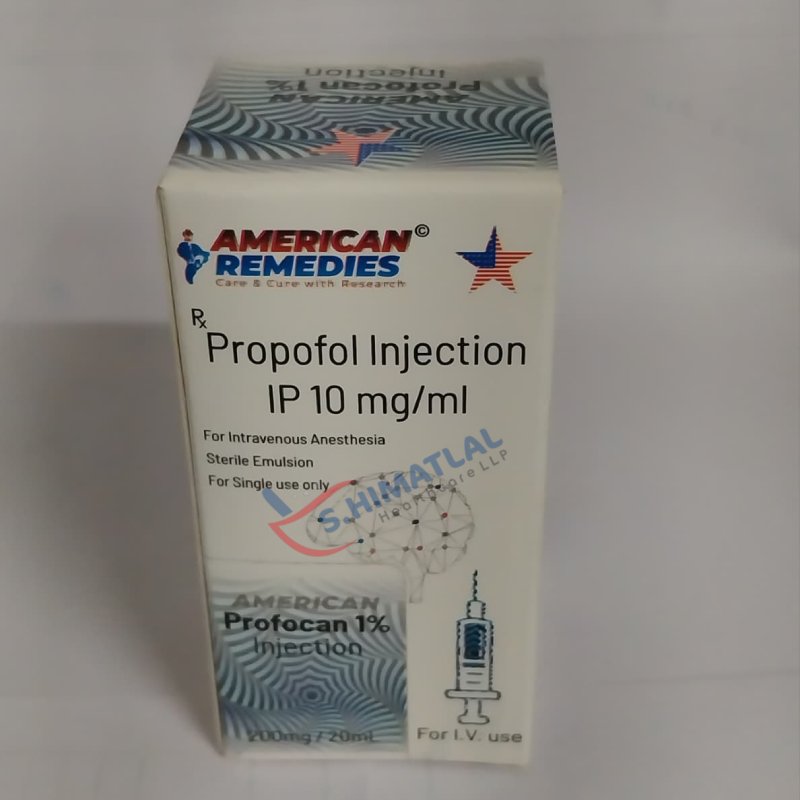 Injection
Profocan 1%
AMERICAN
AMERICAN©
REMEDIES
Care & Cure with Research
Rx
Propofol Injection
IP 10 mg/ml
For Intravenous Anesthesia
Sterile Emulsion
For Single use only
S.HIMATLAL
Healthcare LLP
AMERICAN
Profocan 1%
Injection
200mg / 20mL
For I.V. use